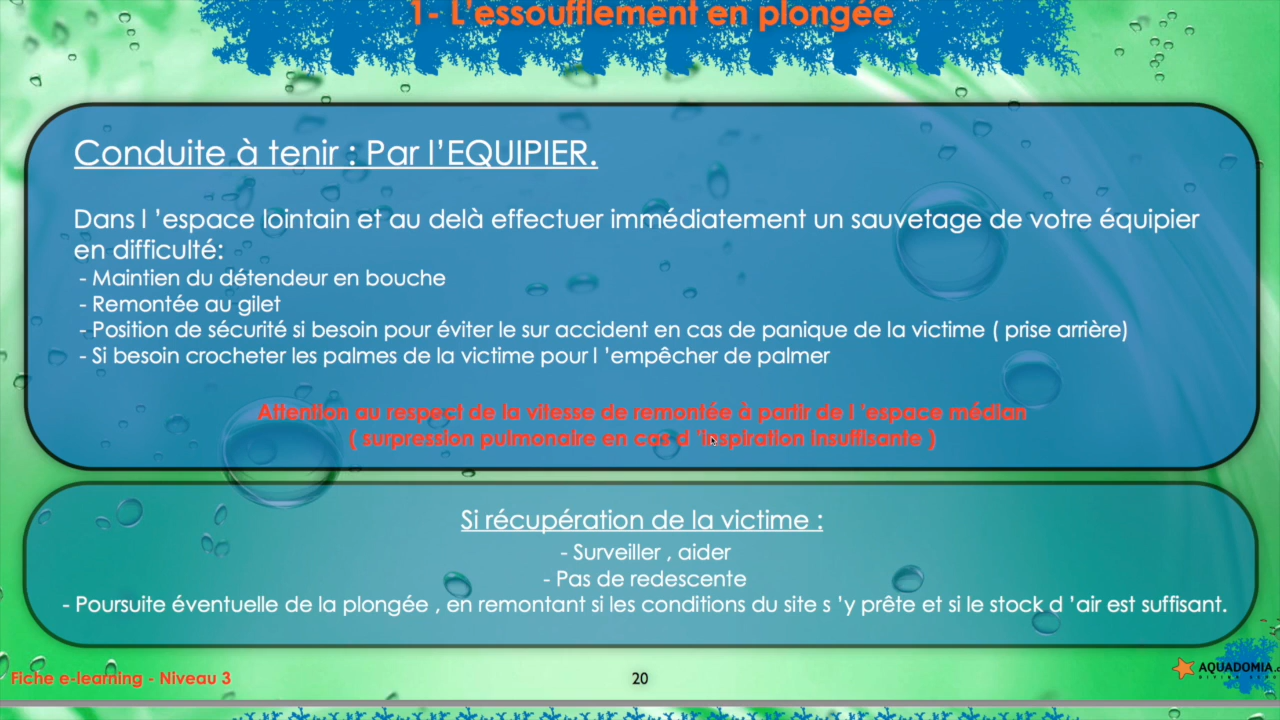 1- L’essoufflement en plongée
Conduite à tenir : Par l’EQUIPIER.
Dans l ’espace lointain et au delà effectuer immédiatement un sauvetage de votre équipier
en difficulté:
- Maintien du détendeur en bouche
- Remontée au gilet
- Position de sécurité si besoin pour éviter le sur accident en cas de panique de la victime ( prise arrière)
- Si besoin crocheter les palmes de la victime pour l ’empêcher de palmer
Attention au respect de la vitesse de remontée à partir de l ’espace médian
( surpression pulmonaire en cas d ’inspiration insuffisante )
Si récupération de la victime :
- Surveiller , aider
- Pas de redescente
- Poursuite éventuelle de la plongée , en remontant si les conditions du site s ’y prête et si le stock d ’air est suffisant.
Fiche e-learning - Niveau 3
20
AQUADOMIA.c